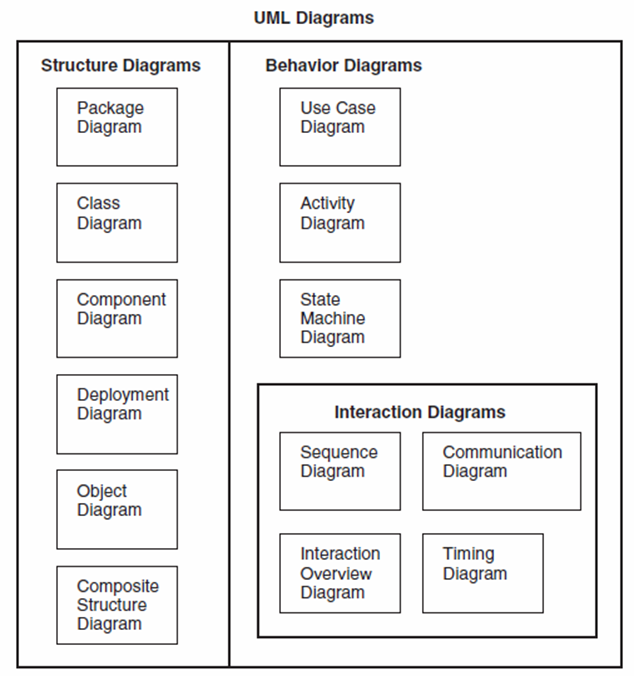 UML Diagrams
Structure Diagrams
Package
Diagram
Class
Diagram
Component
Diagram
Deployment
Diagram
Object
Diagram
Composite
Structure
Diagram
Behavior Diagrams
Use Case
Diagram
Activity
Diagram
State
Machine
Diagram
Interaction Diagrams
Sequence
Diagram
Communication
Diagram
Interaction
Overview
Diagram
Timing
Diagram